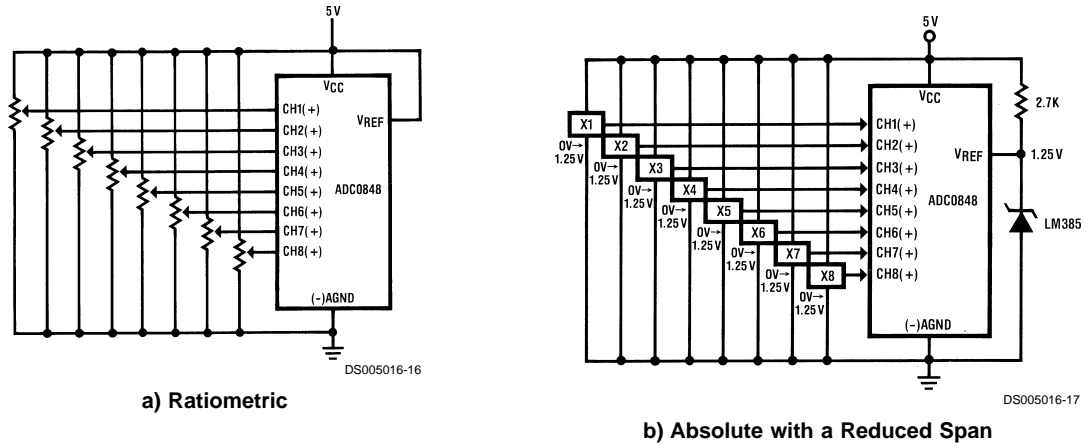 5V
VCC
CH1(+)
VREF
CH2(+)
CH3(+)
CH4(+)
ADC0848
CH5(+)
CH6(+)
CH7(+)
CH8(+)
(-)AGND
DS005016-16
a) Ratiometric
5V
VCC
2.7K
X1
CH1(+)
0V→
1.25V
X2
CH2(+)
0V→
1.25V
X3
CH3(+)
VREF
1.25V
0V→
1.25V
X4
CH4(+)
0V→
1.25V
X5
CH5(+)
ADC0848
LM385
0V→
1.25V
X6
CH6(+)
0V→
1.25V
X7
CH7(+)
0V→
1.25V
X8
CH8(+)
0V→
1.25V
(-)AGND
DS005016-17
b) Absolute with a Reduced Span